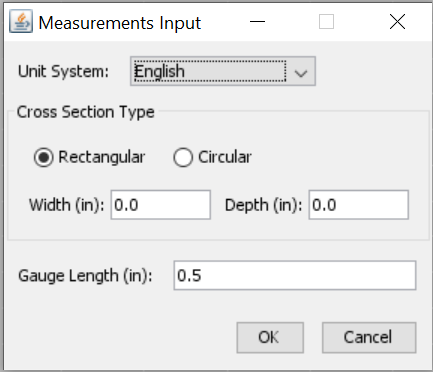 Measurements Input
Unit System: English
Cross Section Type
Rectangular Circular
Width (in): 0.0 Depth (in): 0.0
Gauge Length (in): 0.5
OK Cancel